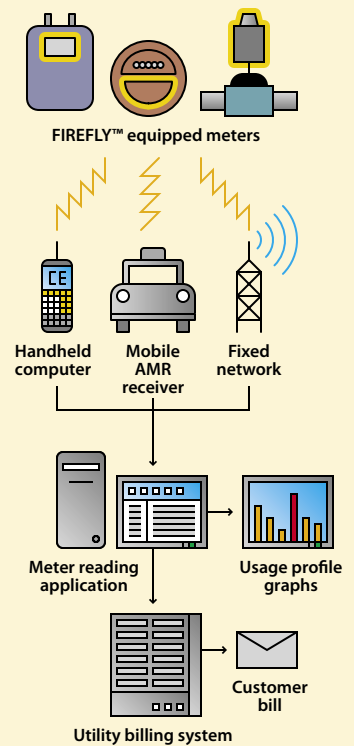 FIREFLY™ equipped meters
CE
Handheld
computer
Mobile
AMR
receiver
Fixed
network
Meter reading
application
Usage profile
graphs
Customer
bill
Utility billing system